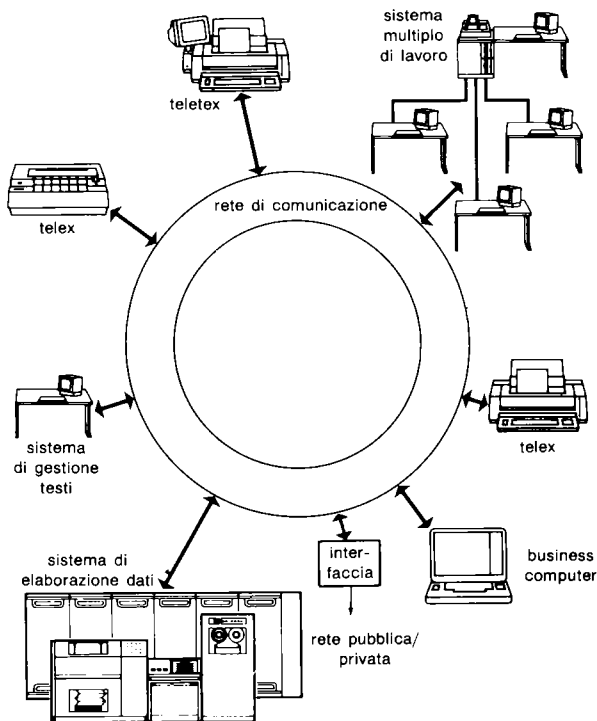 sistema
multiplo
di lavoro
teletex
rete di comunicazione
telex
telex
sistema
di gestione
testi
sistema di
elaborazione dati
inter-
faccia
business
computer
rete pubblica/
privata